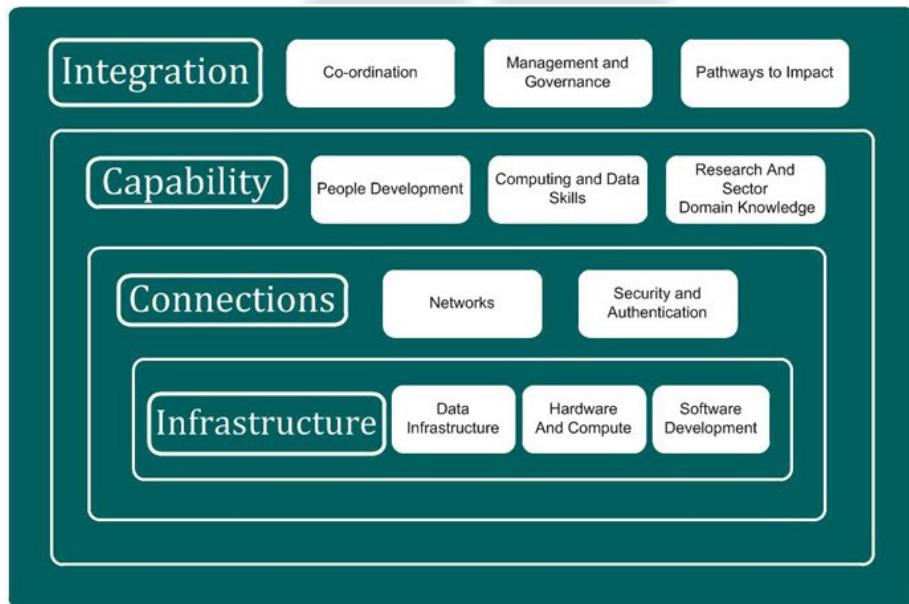 Integration
Co-ordination
Management and
Governance
Pathways to Impact
Capability
People Development
Computing and Data
Skills
Research And
Sector
Domain Knowledge
Connections
Networks
Security and
Authentication
Infrastructure
Data
Infrastructure
Hardware
And Compute
Software
Development